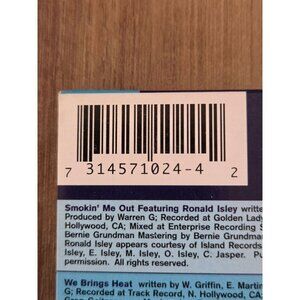 7 314571024-4 2
Smokin' Me Out Featuring Ronald Isley
Produced by Warren G; Recorded at Golden Lady
Hollywood, CA; Mixed at Enterprise Recording
Bernie Grundman Mastering by Bernie Grundman
Ronald Isley appears courtesy of Island Records
Isley, E. Isley, M. Isley, O. Isley, C. Jasper.
permission. All rights reserved.
We Brings Heat written by W. Griffin, E. Martin
G; Recorded at Track Record, N. Hollywood, CA